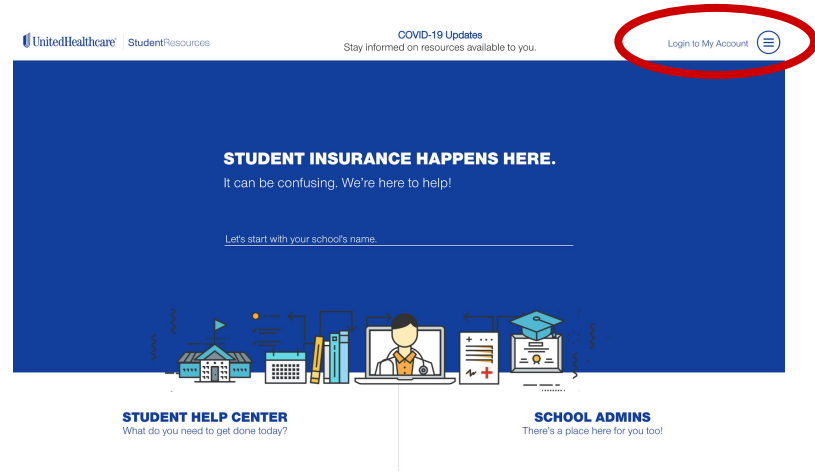 UnitedHealthcare® StudentResources
COVID-19 Updates
Stay informed on resources available to you.
Login to My Account
STUDENT INSURANCE HAPPENS HERE.
It can be confusing. We're here to help!
Let's start with your school's name.
STUDENT HELP CENTER
What do you need to get done today?
SCHOOL ADMINS
There's a place here for you too!